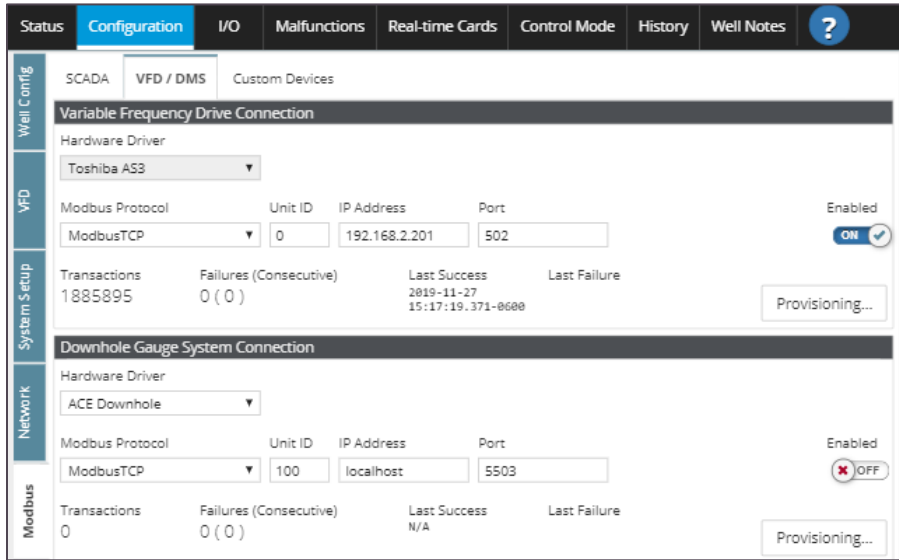 Status Configuration I/O Malfunctions Real-time Cards Control Mode History Well Notes ?
Well Config
VFD
System Setup
Network
Modbus
SCADA VFD / DMS Custom Devices
Variable Frequency Drive Connection
Hardware Driver
Toshiba AS3
Modbus Protocol Unit ID IP Address Port Enabled
ModbusTCP 0 192.168.2.201 502 ON
Transactions Failures (Consecutive) Last Success Last Failure
1885895 0 ( 0 ) 2019-11-27
15:17:19.371-0600
Provisioning...
Downhole Gauge System Connection
Hardware Driver
ACE Downhole
Modbus Protocol Unit ID IP Address Port Enabled
ModbusTCP 100 localhost 5503 OFF
Transactions Failures (Consecutive) Last Success Last Failure
0 0 ( 0 ) N/A
Provisioning...